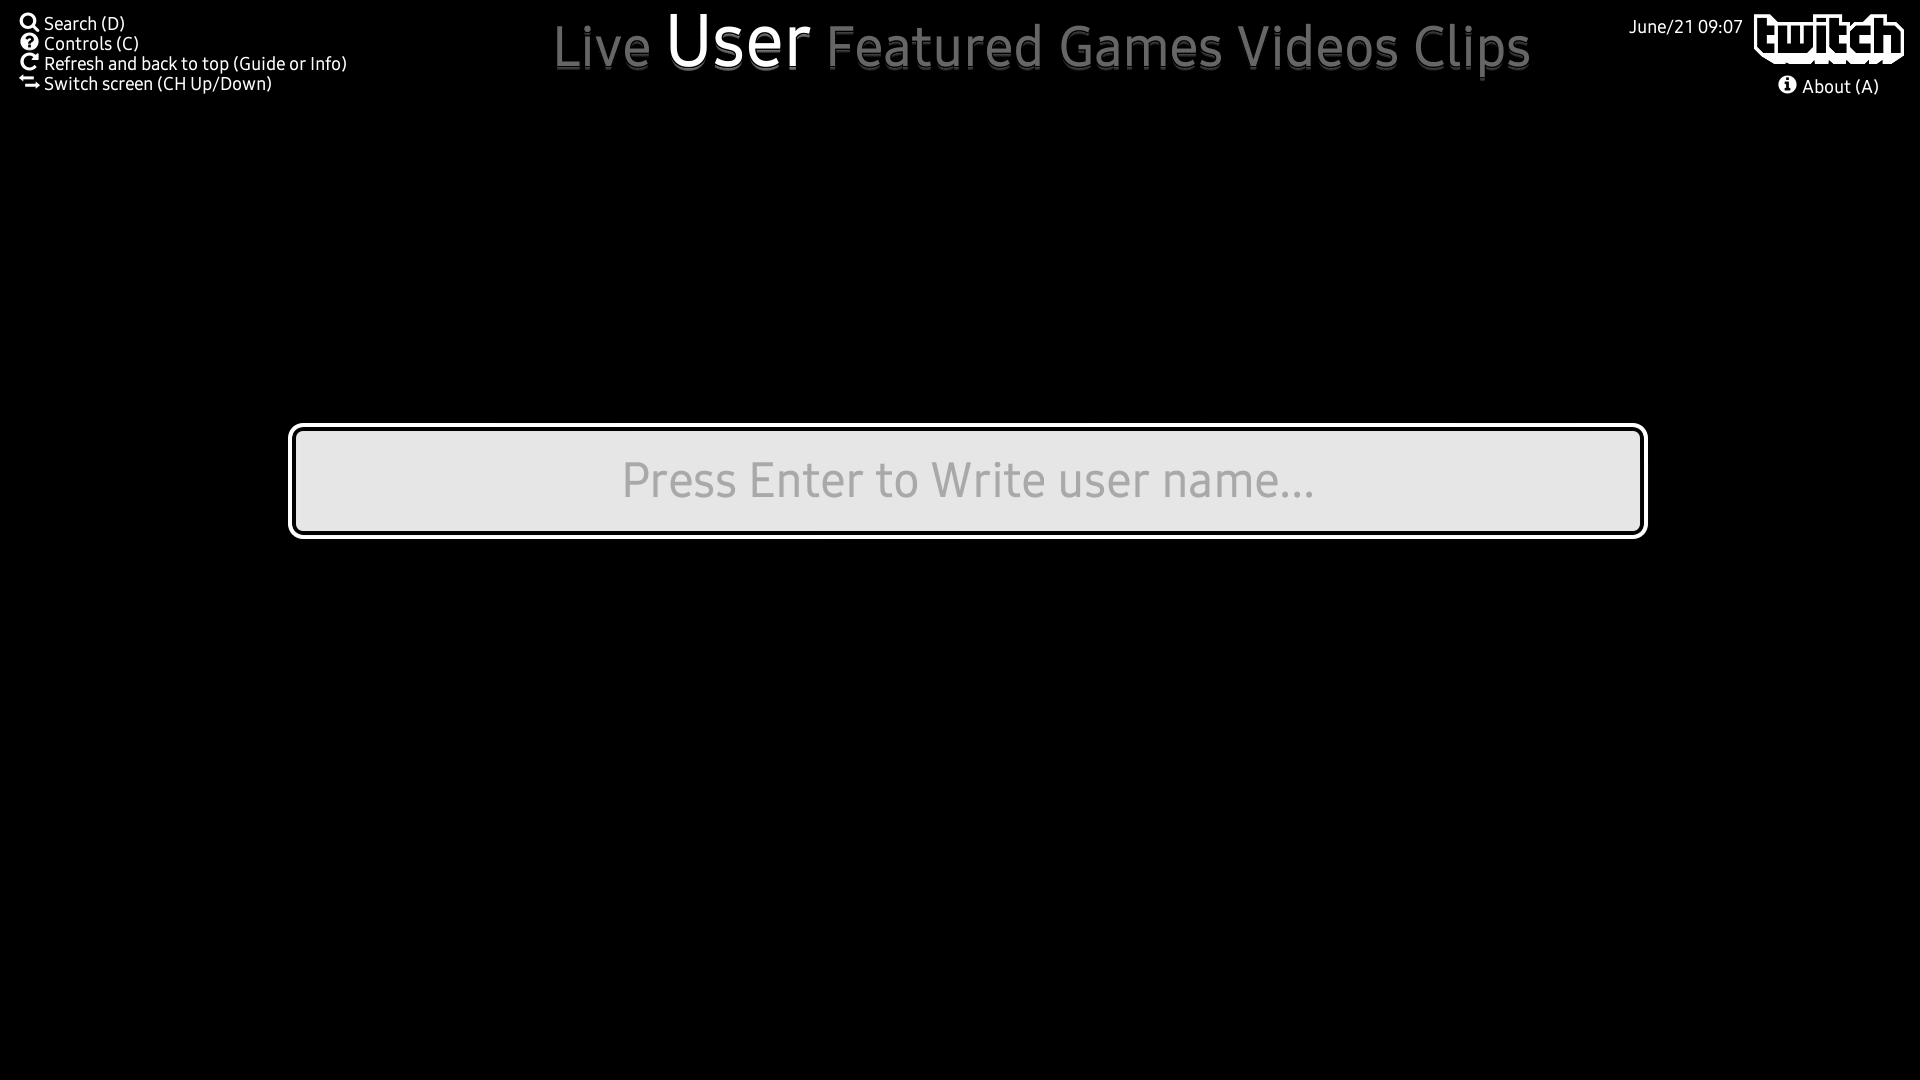 Search (D)
Controls (C)
Refresh and back to top (Guide or Info)
Switch screen (CH Up/Down)
Live User Featured Games Videos Clips
June/21 09:07
twitch
About (A)
Press Enter to Write user name...